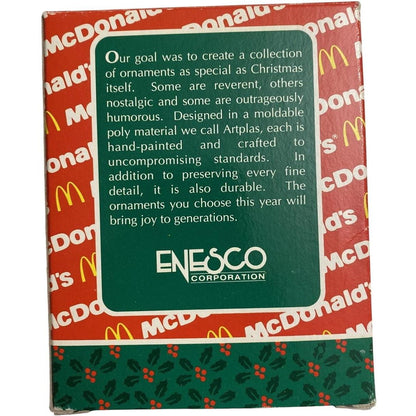 McDonald's
Our goal was to create a collection
of ornaments as special as Christmas
itself. Some are reverent, others
nostalgic and some are outrageously
humorous. Designed in a moldable
poly material we call Artplas, each is
hand-painted and crafted to
uncompromising standards. In
addition to preserving every fine
detail, it is also durable. The
ornaments you choose this year will
bring joy to generations.
ENESCO
CORPORATION
McDonald's